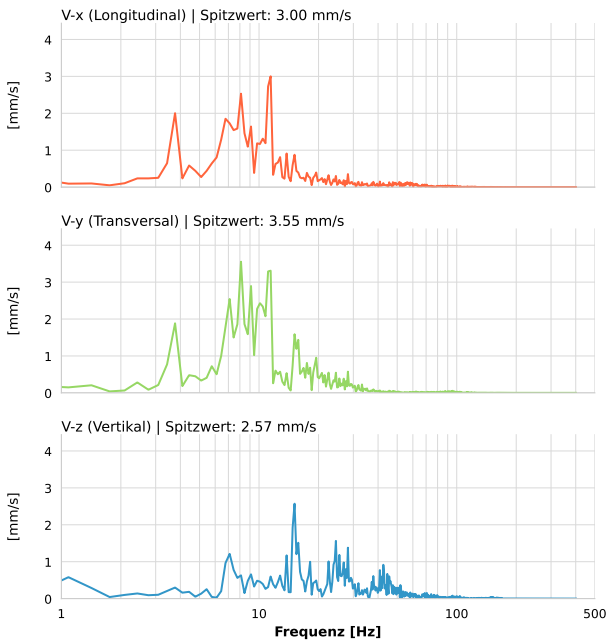 V-x (Longitudinal) | Spitzwert: 3.00 mm/s
4
3
2
1
0
[mm/s]
V-y (Transversal) | Spitzwert: 3.55 mm/s
4
3
2
1
0
[mm/s]
V-z (Vertikal) | Spitzwert: 2.57 mm/s
4
3
2
1
0
[mm/s]
1 10 100 500
Frequenz [Hz]